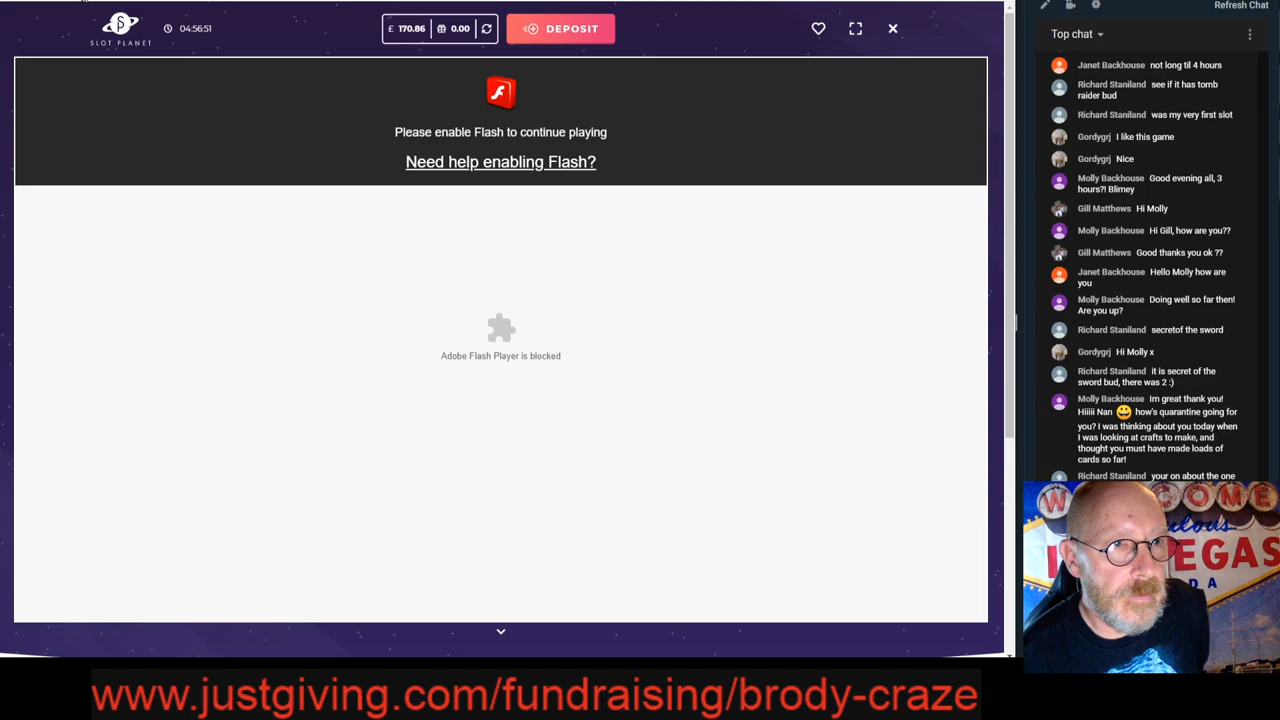 SLOT PLANET
04:56:51
£ 170.86
0.00
DEPOSIT
Please enable Flash to continue playing
Need help enabling Flash?
Adobe Flash Player is blocked
Refresh Chat
Top chat
Janet Backhouse not long til 4 hours
Richard Staniland see if it has tomb
raider bud
Richard Staniland was my very first slot
Gordygrj I like this game
Gordygrj Nice
Molly Backhouse Good evening all, 3
hours?! Blimey
Gill Matthews Hi Molly
Molly Backhouse Hi Gill, how are you??
Gill Matthews Good thanks you ok ??
Janet Backhouse Hello Molly how are
you
Molly Backhouse Doing well so far then!
Are you up?
Richard Staniland secretof the sword
Gordygrj Hi Molly x
Richard Staniland it is secret of the
sword bud, there was 2 :)
Molly Backhouse Im great thank you!
Hiiiii Nan 😀 how's quarantine going for
you? I was thinking about you today when
I was looking at crafts to make, and
thought you must have made loads of
cards so far!
Richard Staniland your on about the one
www.justgiving.com/fundraising/brody-craze